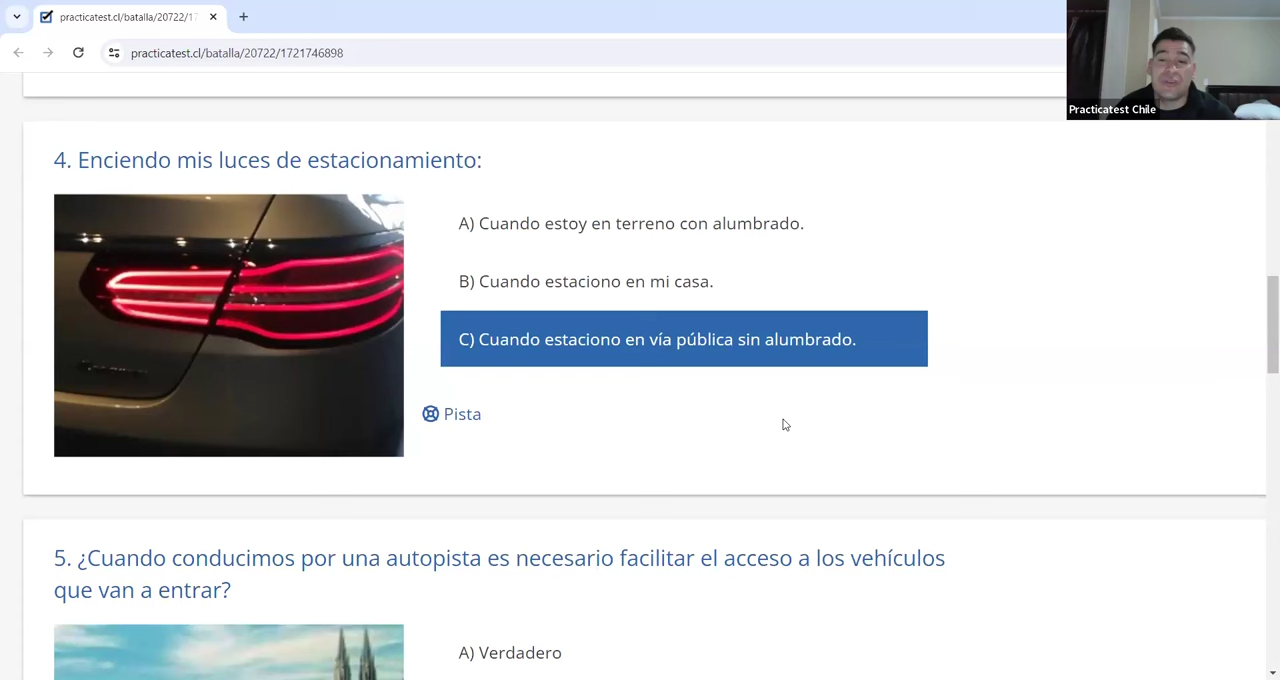 practicatest.cl/batalla/20722/17
practicatest.cl/batalla/20722/1721746898
Practicatest Chile
4. Enciendo mis luces de estacionamiento:
A) Cuando estoy en terreno con alumbrado.
B) Cuando estaciono en mi casa.
C) Cuando estaciono en vía pública sin alumbrado.
Pista
5. ¿Cuando conducimos por una autopista es necesario facilitar el acceso a los vehículos
que van a entrar?
A) Verdadero